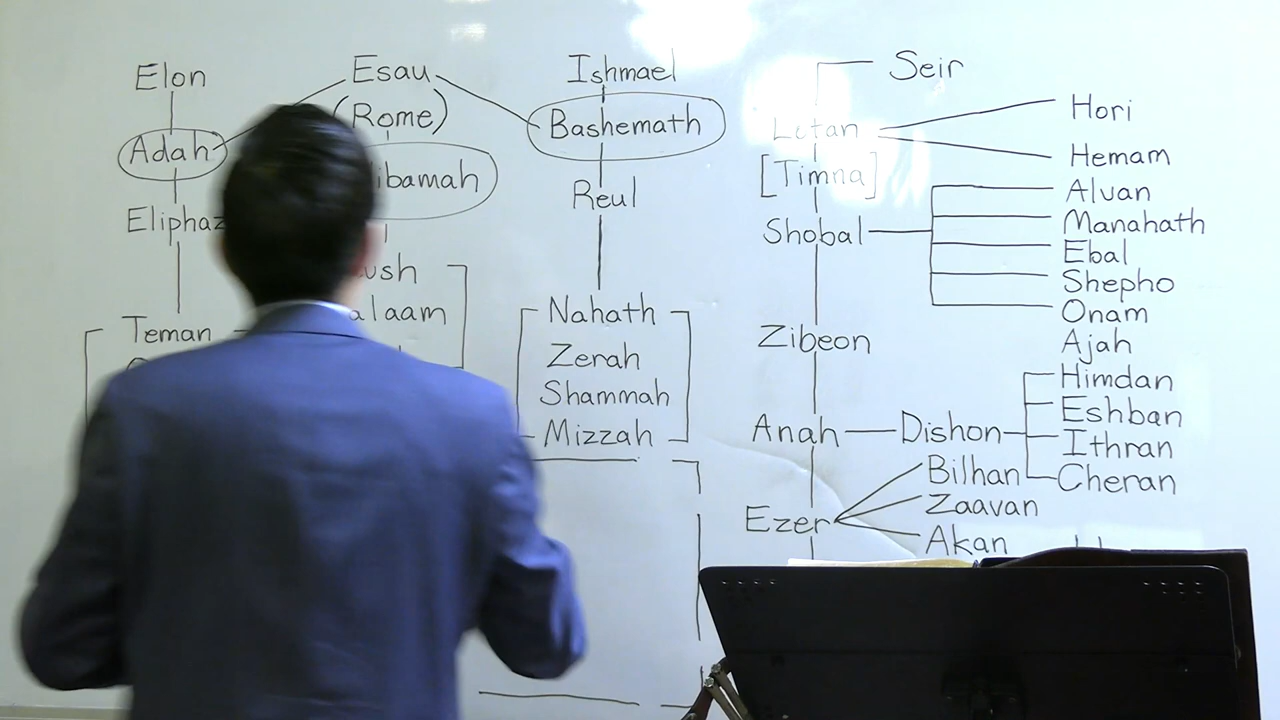 Elon
Esau
(Rome)
Adah
Eliphaz
Teman
Ishmael
Bashemath
Reul
Nahath
Zerah
Shammah
Mizzah
Seir
Lotan
[Timna]
Hori
Hemam
Shobal
Alvan
Manahath
Ebal
Shepho
Onam
Zibeon
Ajah
Anah
Dishon
Himdan
Eshban
Ithran
Cheran
Ezer
Bilhan
Zaavan
Akan